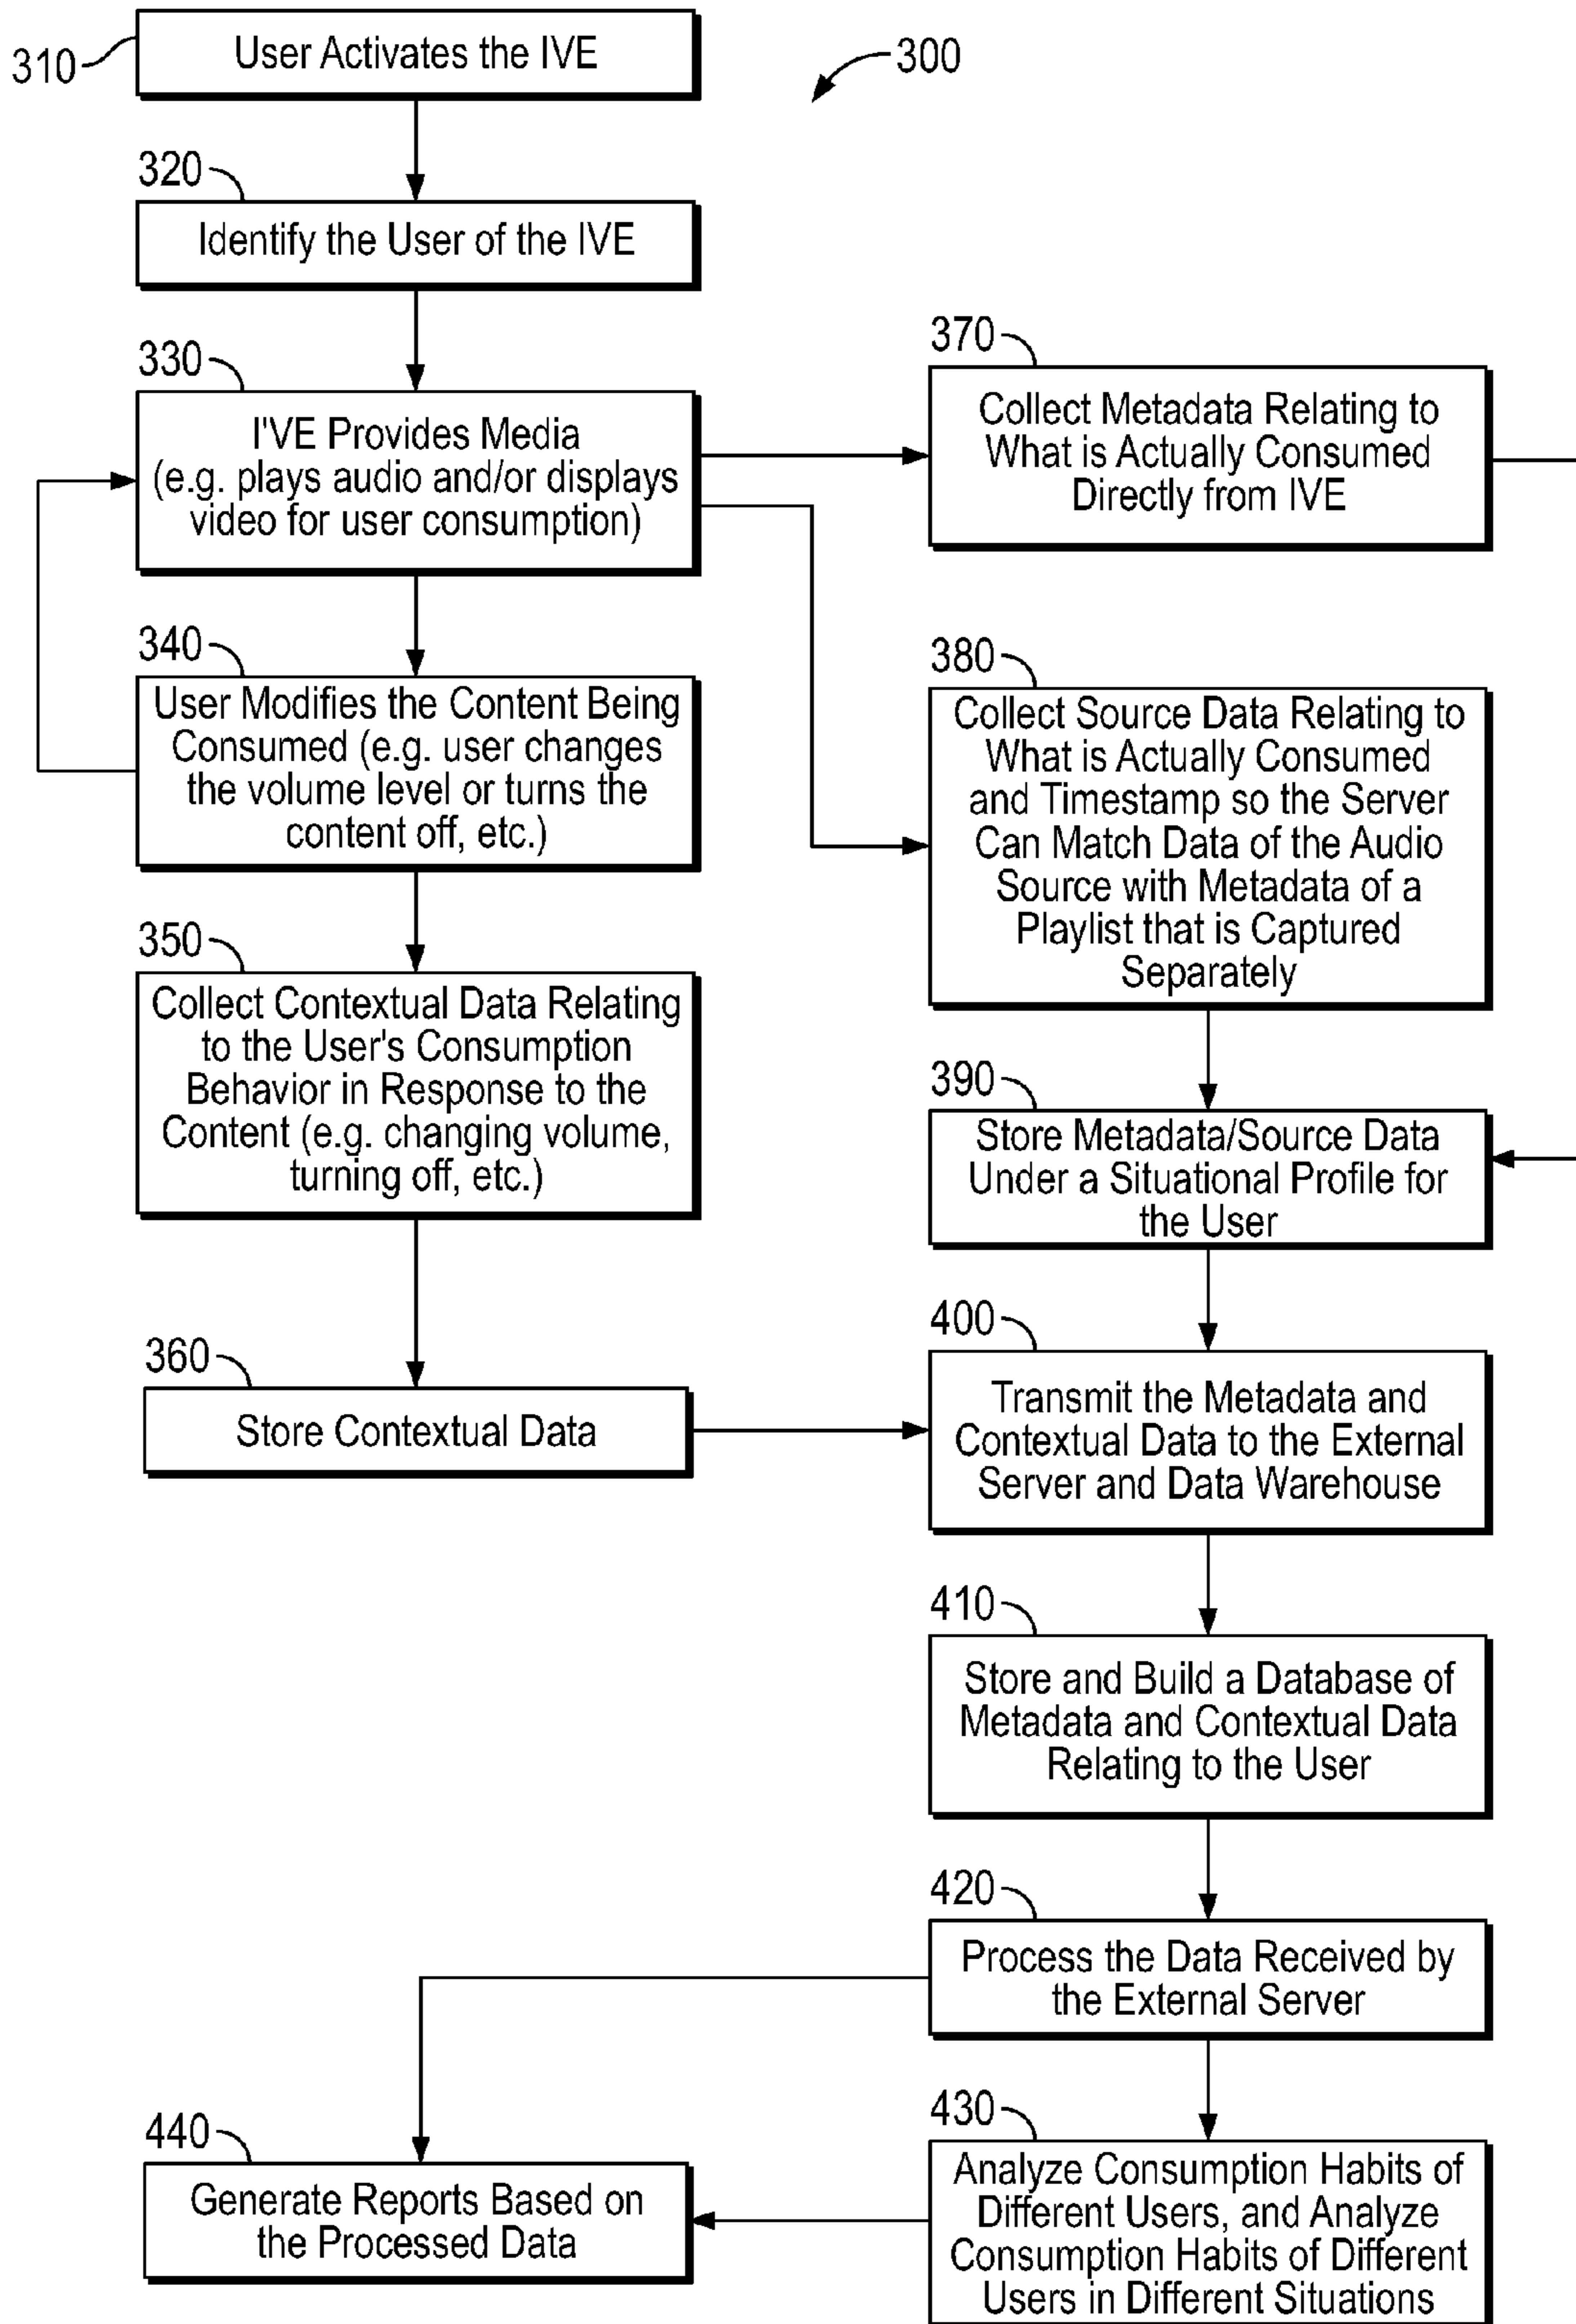 310
User Activates the IVE
300
320
Identify the User of the IVE
330
I'VE Provides Media
(e.g. plays audio and/or displays
video for user consumption)
340
User Modifies the Content Being
Consumed (e.g. user changes
the volume level or turns the
content off, etc.)
350
Collect Contextual Data Relating
to the User's Consumption
Behavior in Response to the
Content (e.g. changing volume,
turning off, etc.)
360
Store Contextual Data
370
Collect Metadata Relating to
What is Actually Consumed
Directly from IVE
380
Collect Source Data Relating to
What is Actually Consumed
and Timestamp so the Server
Can Match Data of the Audio
Source with Metadata of a
Playlist that is Captured
Separately
390
Store Metadata/Source Data
Under a Situational Profile for
the User
400
Transmit the Metadata and
Contextual Data to the External
Server and Data Warehouse
410
Store and Build a Database of
Metadata and Contextual Data
Relating to the User
420
Process the Data Received by
the External Server
430
Analyze Consumption Habits of
Different Users, and Analyze
Consumption Habits of Different
Users in Different Situations
440
Generate Reports Based on
the Processed Data